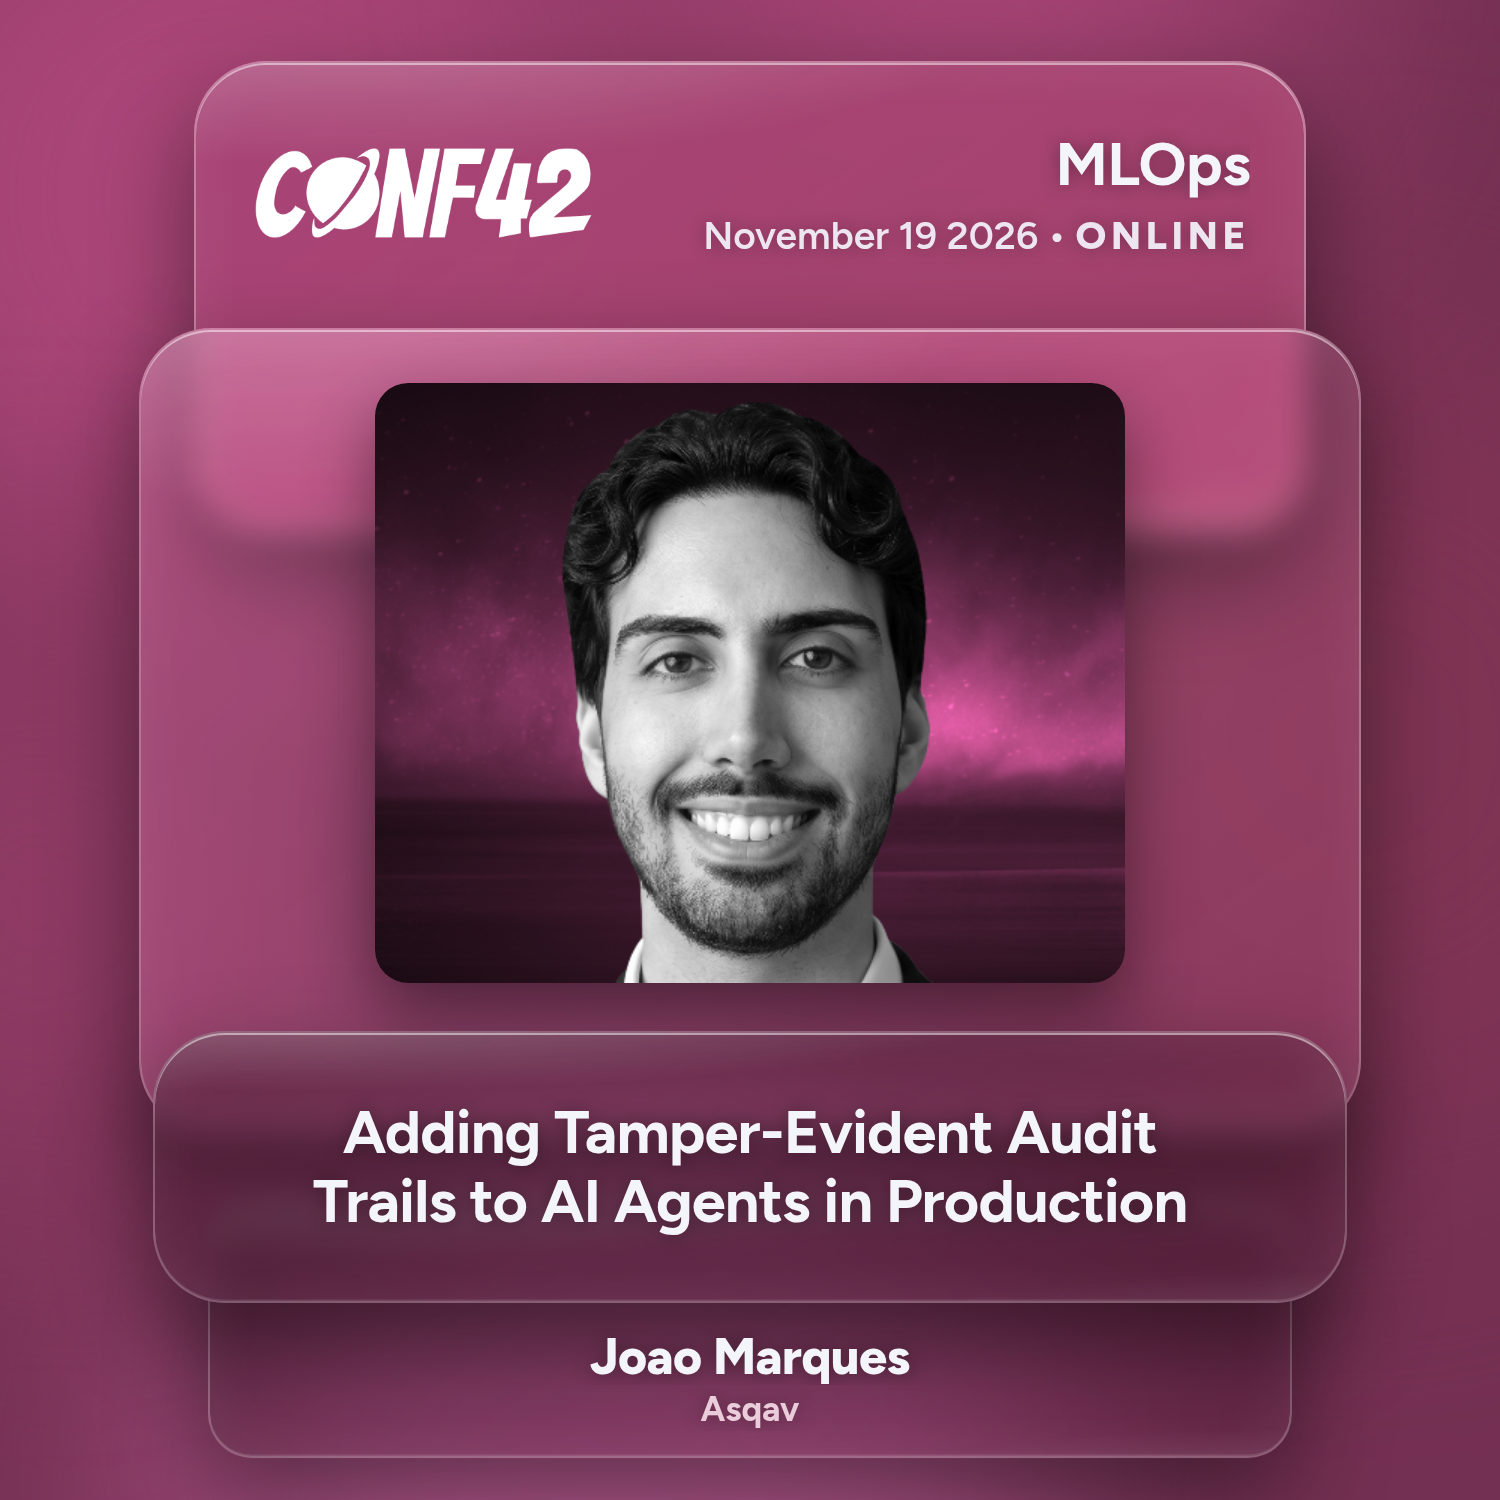 CONF42
MLOps
November 19 2026 • ONLINE
Adding Tamper-Evident Audit
Trails to AI Agents in Production
Joao Marques
Asqav